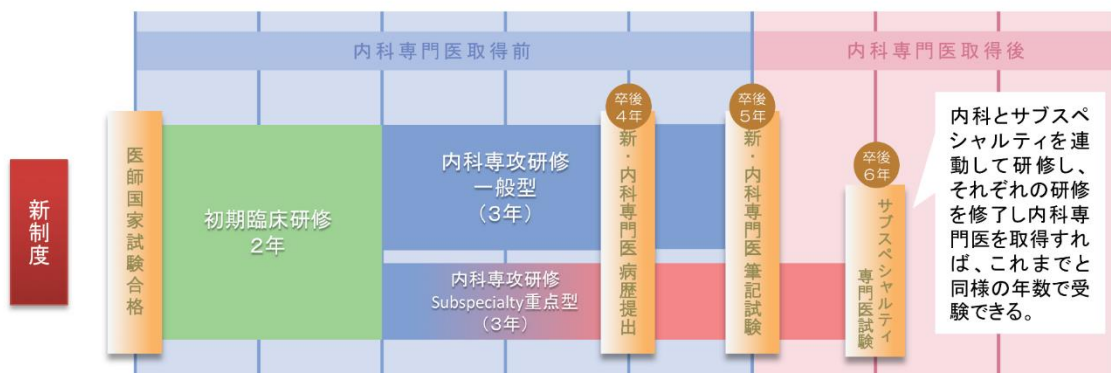 内科専門医取得前
内科専門医取得後
新制度
医師国家試験合格
初期臨床研修
2年
内科専攻研修
一般型
（3年）
内科専攻研修
Subspecialty重点型
（3年）
卒後
4年
新・内科専門医 病歴提出
卒後
5年
新・内科専門医 筆記試験
卒後
6年
サブスペシャルティ
専門医試験
内科とサブスペ
シャルティを連
動して研修し、
それぞれの研修
を修了し内科専
門医を取得すれ
ば、これまでと
同様の年数で受
験できる。